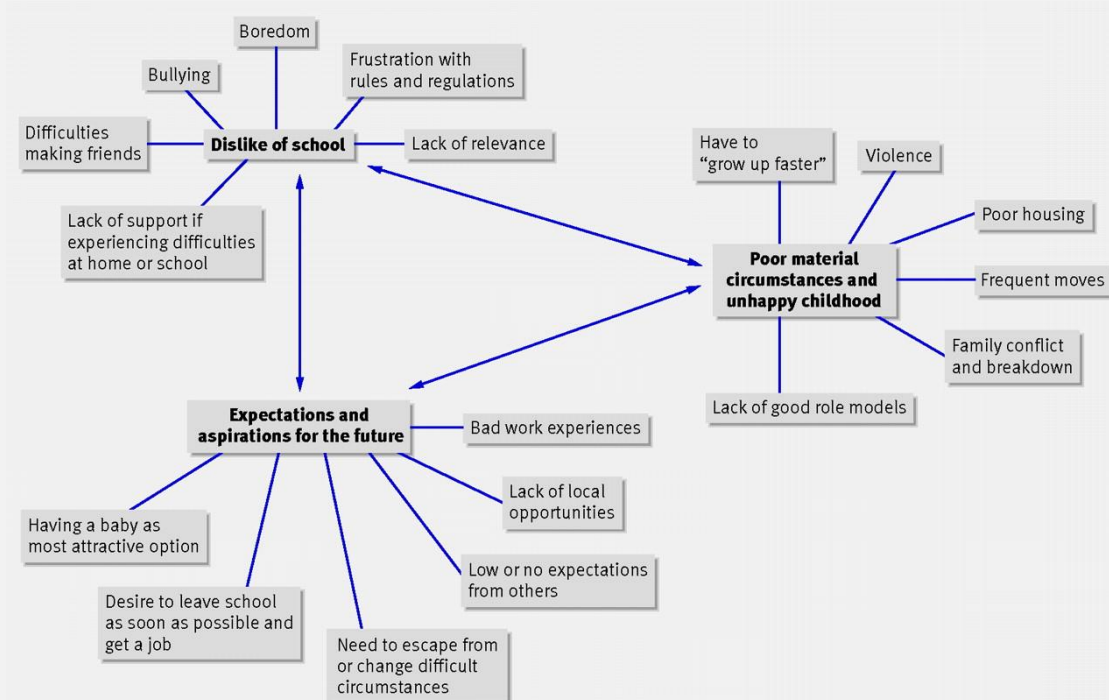 Boredom
Bullying
Frustration with
rules and regulations
Difficulties
making friends
Dislike of school
Lack of relevance
Lack of support if
experiencing difficulties
at home or school
Have to
“grow up faster”
Violence
Poor housing
Poor material
circumstances and
unhappy childhood
Frequent moves
Family conflict
and breakdown
Lack of good role models
Expectations and
aspirations for the future
Bad work experiences
Lack of local
opportunities
Having a baby as
most attractive option
Low or no expectations
from others
Desire to leave school
as soon as possible and
get a job
Need to escape from
or change difficult
circumstances